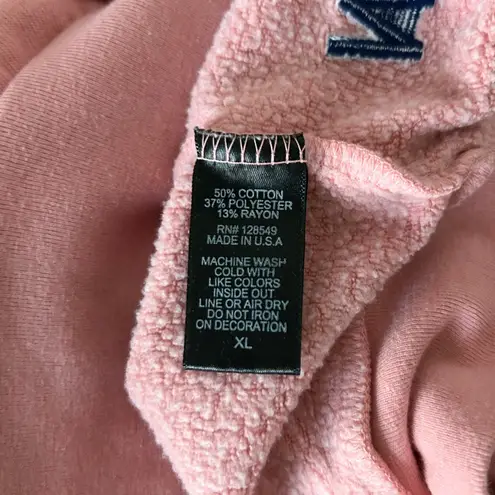 50% COTTON
37% POLYESTER
13% RAYON
RN# 128549
MADE IN U.S.A
MACHINE WASH
COLD WITH
LIKE COLORS
INSIDE OUT
LINE OR AIR DRY
DO NOT IRON
ON DECORATION
XL